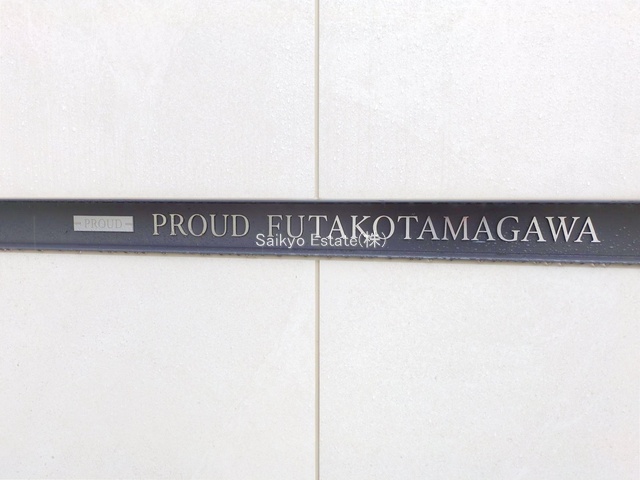 PROUD
PROUD FUTAKOTAMAGAWA
Saikyo Estate(株)